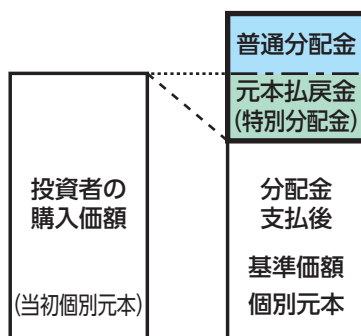 普通分配金
元本払戻金
(特別分配金)
投資者の
購入価額
(当初個別元本)
分配金
支払後
基準価額
個別元本